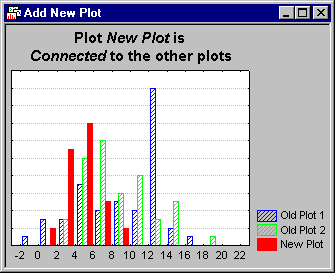 Add New Plot
Plot New Plot is
Connected to the other plots
-2 0 2 4 6 8 10 12 14 16 18 20 22
Old Plot 1
Old Plot 2
New Plot